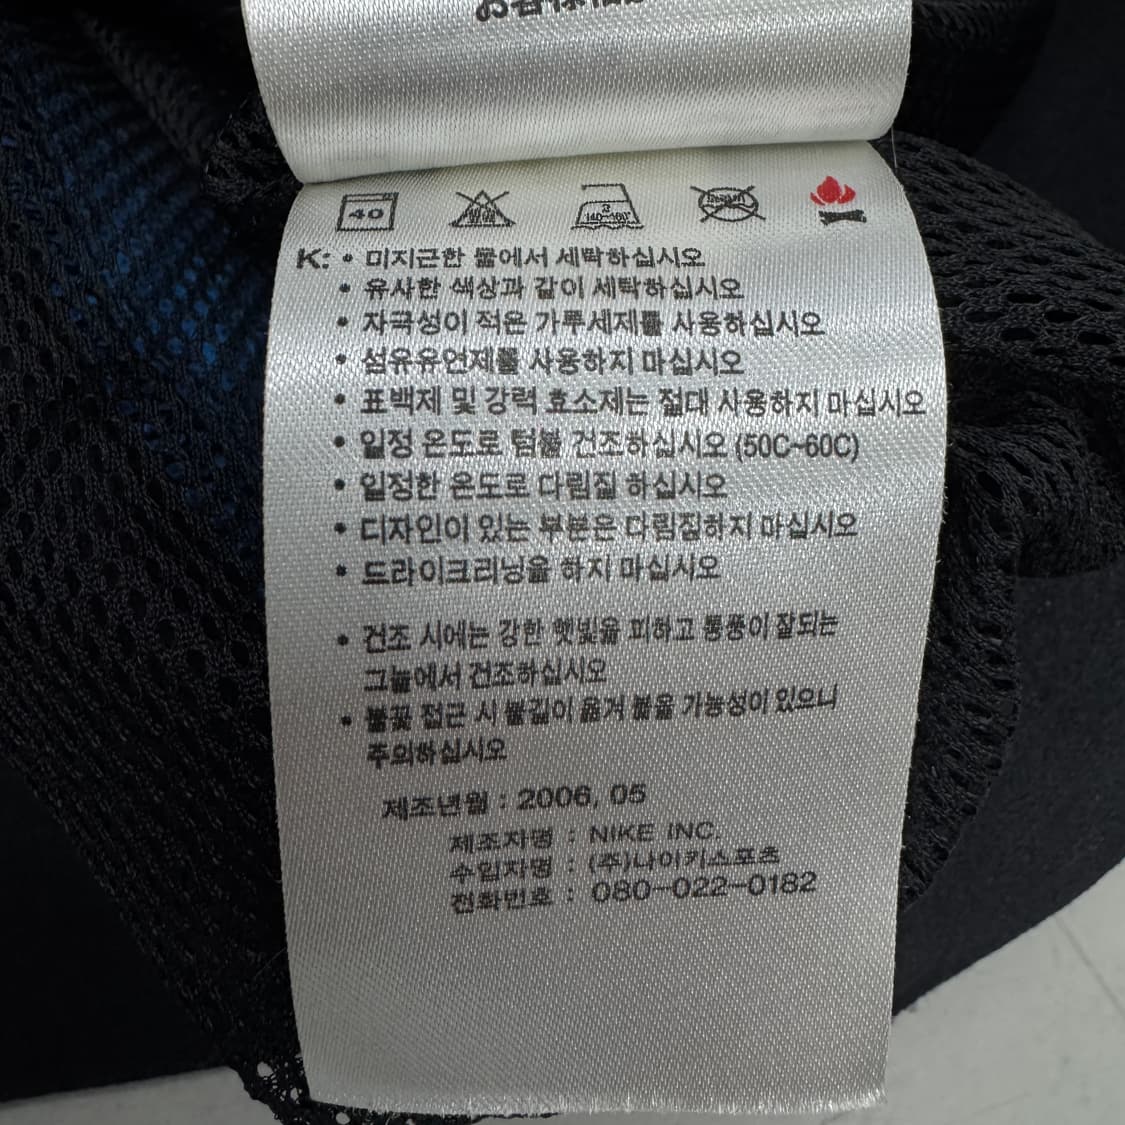 お客様相談
40
표백
3
140~160°
K: • 미지근한 물에서 세탁하십시오
• 유사한 색상과 같이 세탁하십시오
• 자극성이 적은 가루세제를 사용하십시오
• 섬유유연제를 사용하지 마십시오
• 표백제 및 강력 효소제는 절대 사용하지 마십시오
• 일정 온도로 텀블 건조하십시오 (50C~60C)
• 일정한 온도로 다림질 하십시오
• 디자인이 있는 부분은 다림질하지 마십시오
• 드라이크리닝을 하지 마십시오
• 건조 시에는 강한 햇빛을 피하고 통풍이 잘되는
그늘에서 건조하십시오
• 불꽃 접근 시 불길이 옮겨 붙을 가능성이 있으니
주의하십시오
제조년월 : 2006, 05
제조자명 : NIKE INC.
수입자명 : (주)나이키스포츠
전화번호 : 080-022-0182